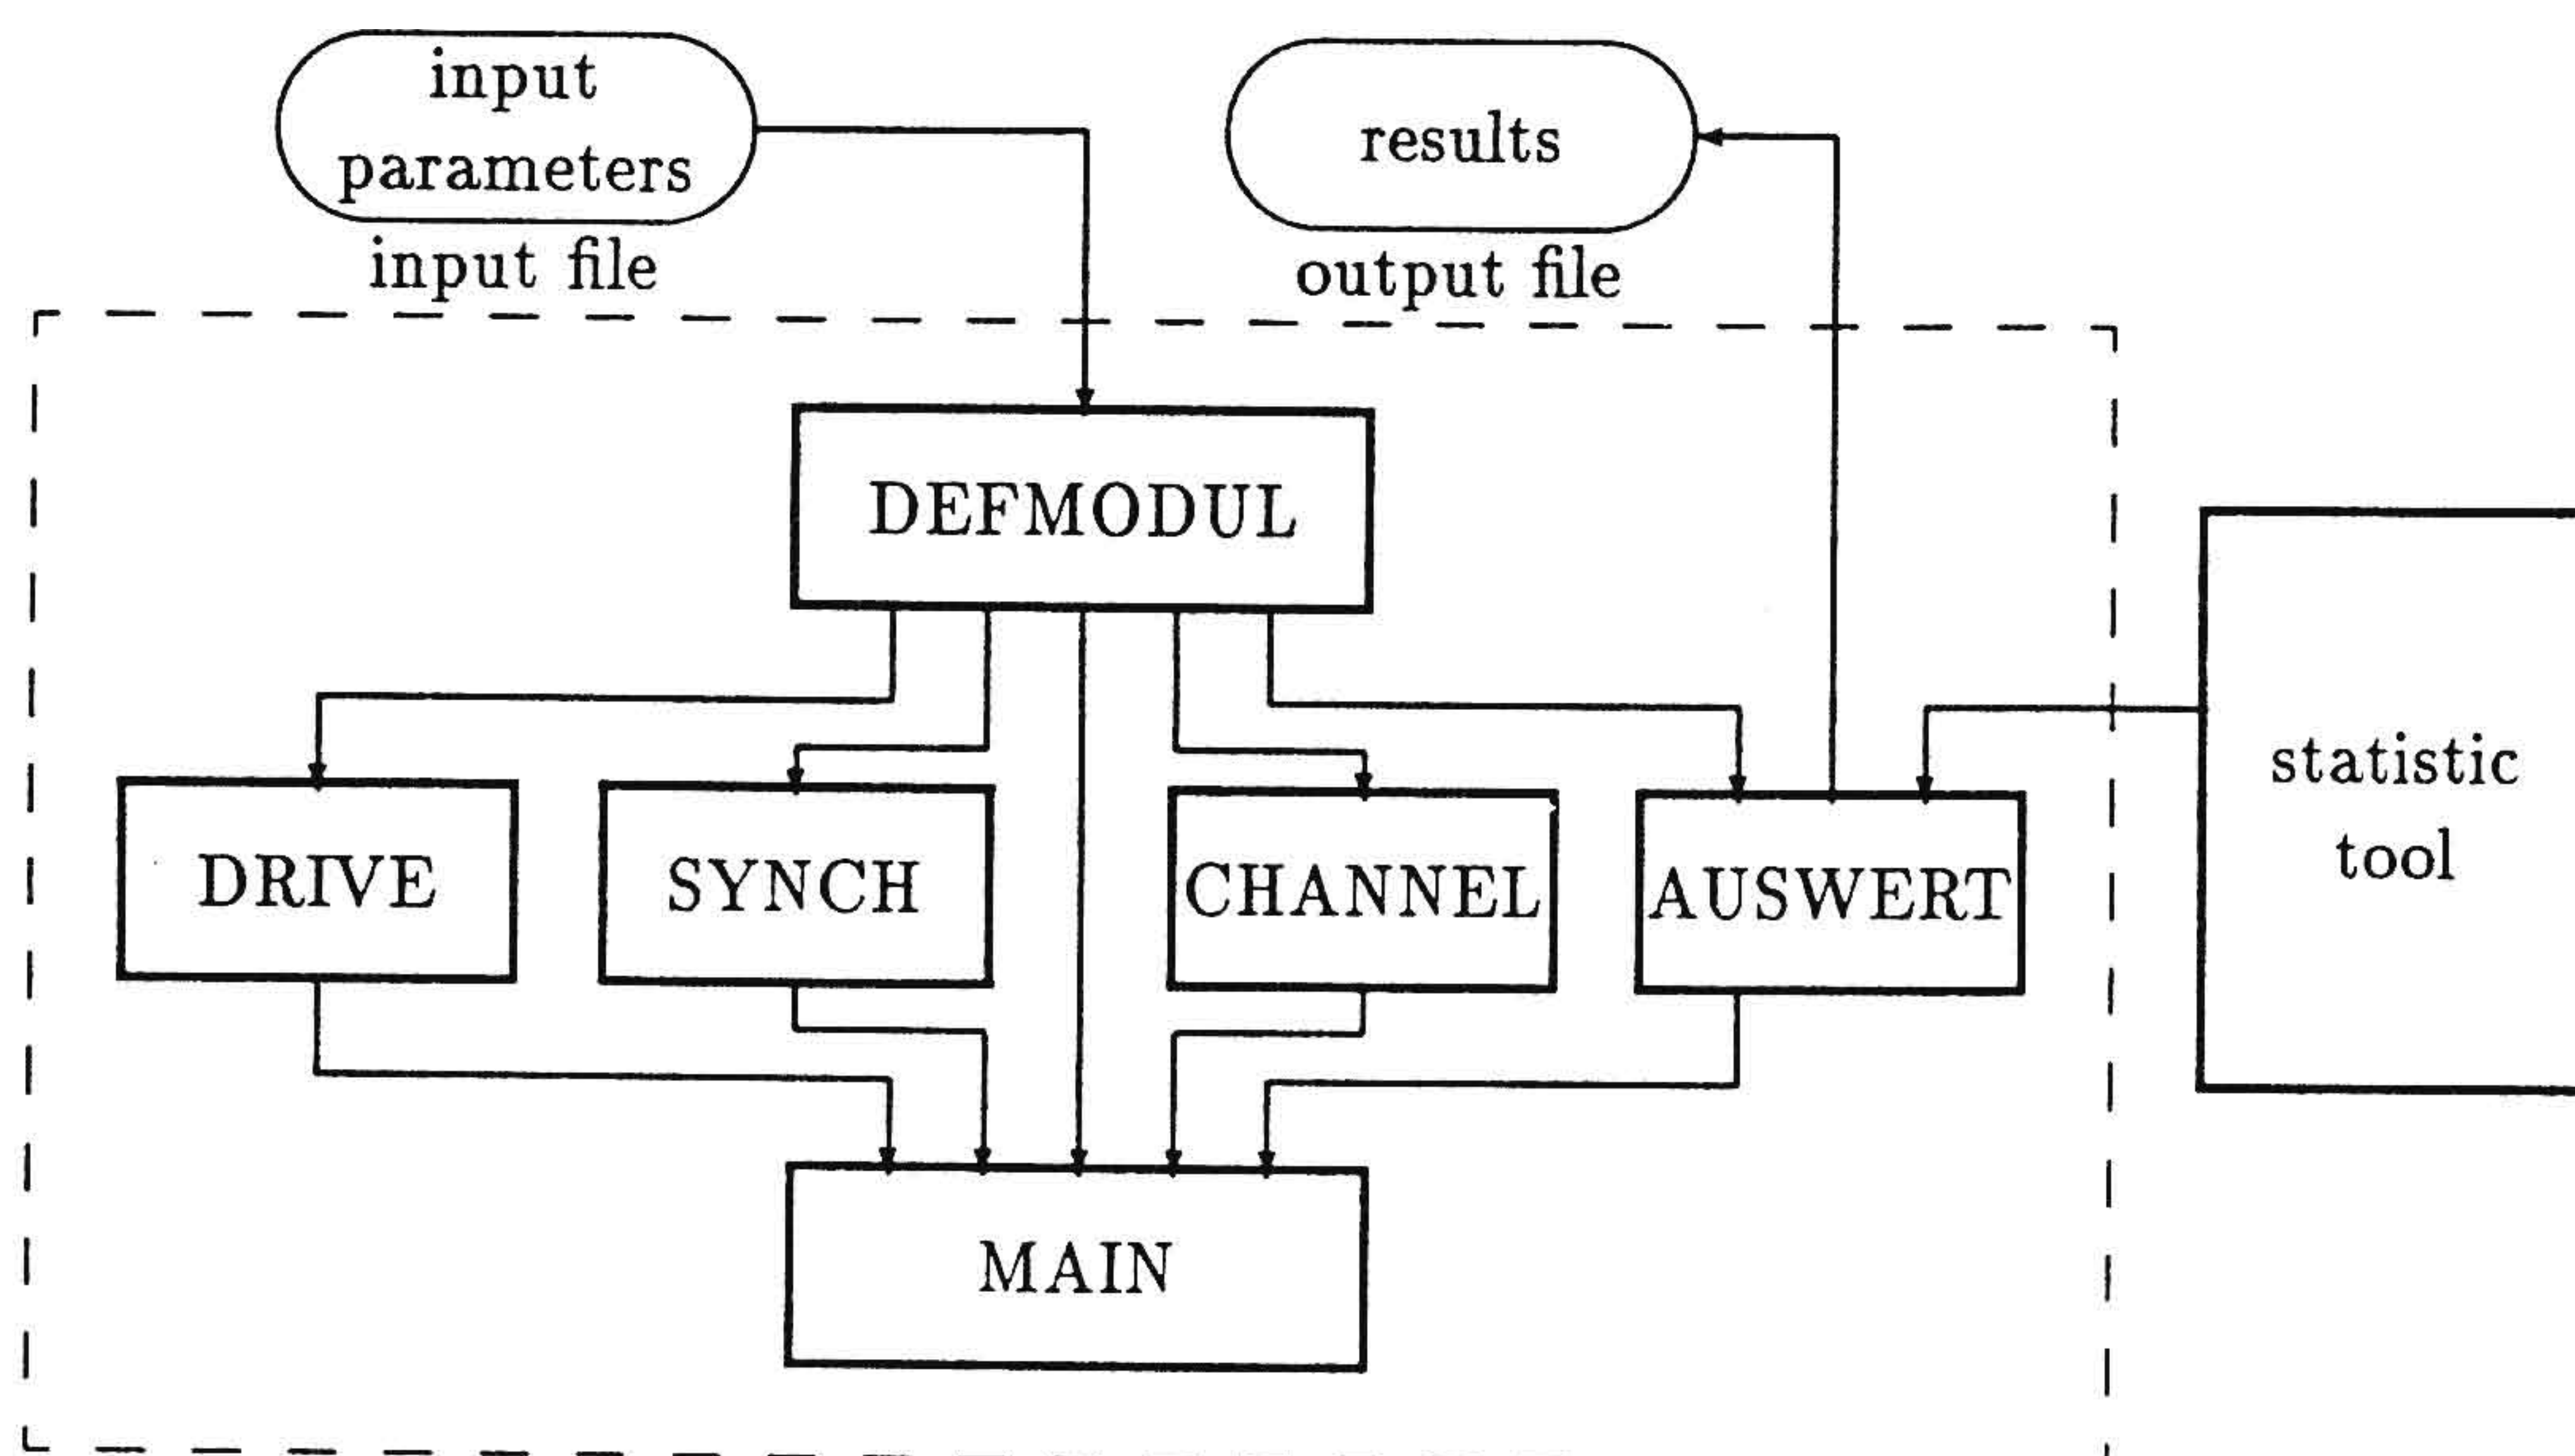 input
parameters
input file
results
output file
DEFMODUL
statistic
tool
DRIVE
SYNCH
CHANNEL
AUSWERT
MAIN